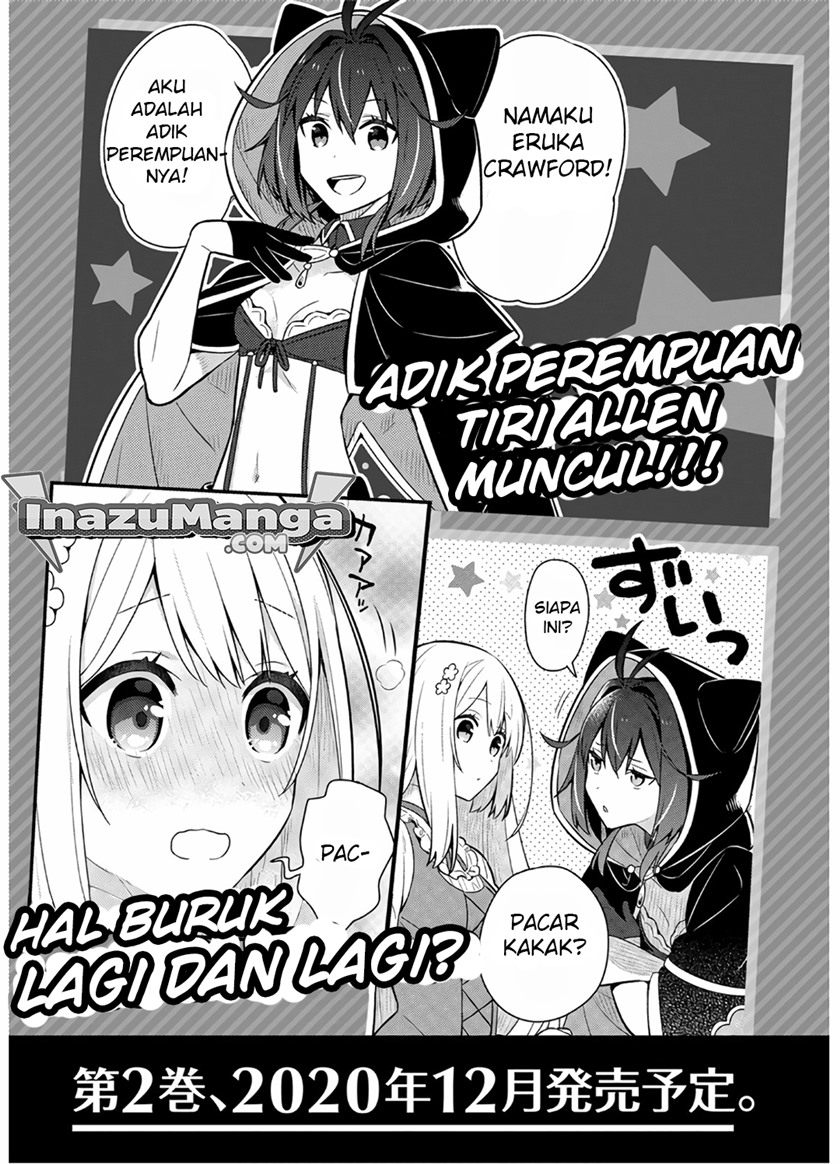 NAMAKU
ERUKA
CRAWFORD!
AKU
ADALAH
ADIK
PEREMPUAN-
NYA!
ADIK PEREMPUAN
TIRI ALLEN
MUNCUL!!!
InazuManga
.COM
ずいっ
SIAPA
INI?
PACAR
KAKAK?
カァァァ
PAC-
HAL BURUK
LAGI DAN LAGI?
第2巻、2020年12月発売予定。